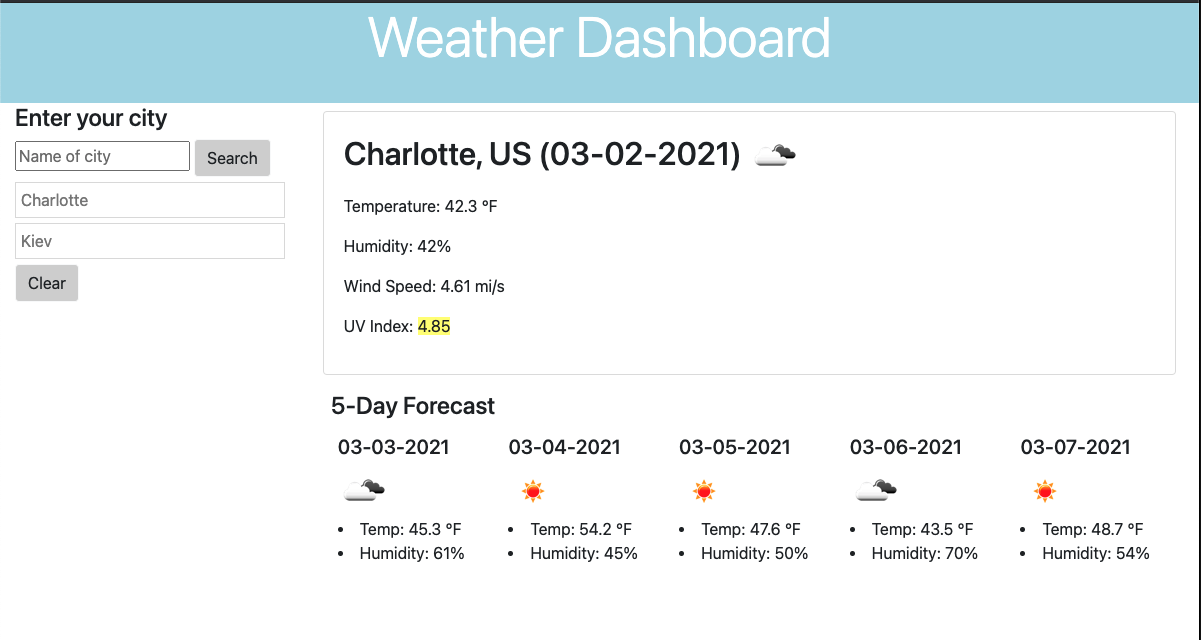 Weather Dashboard
Enter your city
Name of city
Search
Charlotte
Kiev
Clear
Charlotte, US (03-02-2021)
Temperature: 42.3 °F
Humidity: 42%
Wind Speed: 4.61 mi/s
UV Index: 4.85
5-Day Forecast
03-03-2021
Temp: 45.3 °F
Humidity: 61%
03-04-2021
Temp: 54.2 °F
Humidity: 45%
03-05-2021
Temp: 47.6 °F
Humidity: 50%
03-06-2021
Temp: 43.5 °F
Humidity: 70%
03-07-2021
Temp: 48.7 °F
Humidity: 54%